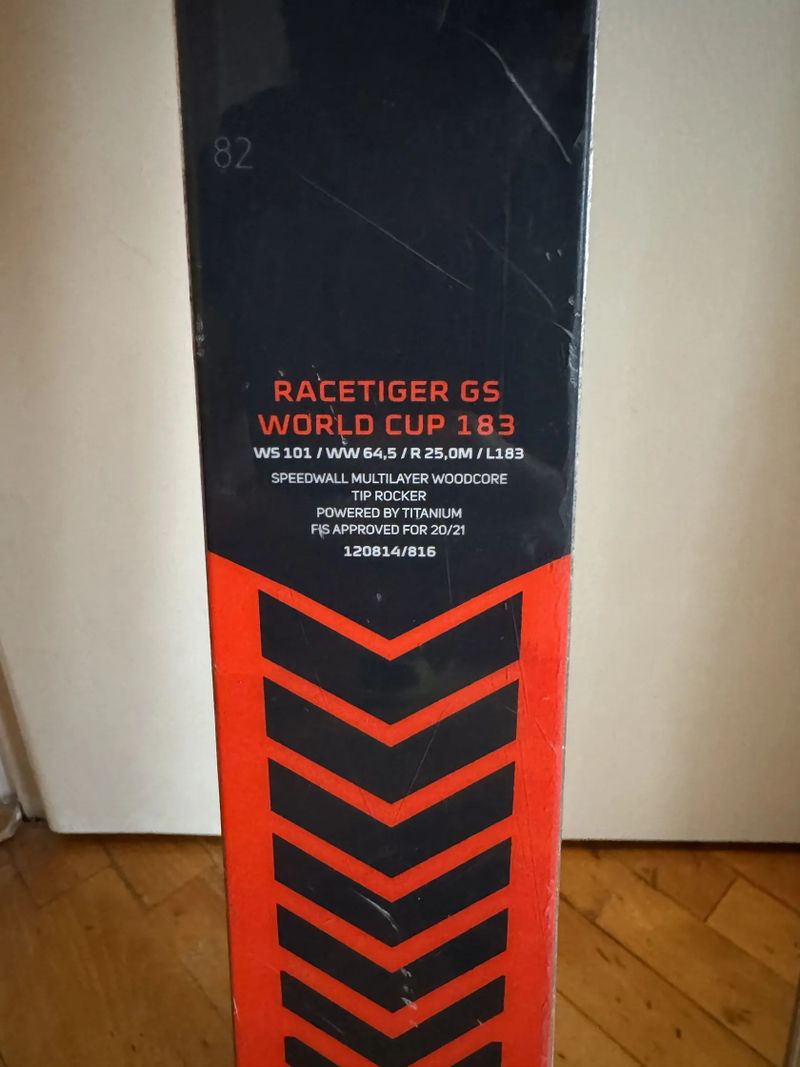 82
RACETIGER GS
WORLD CUP 183
WS 101 / WW 64,5 / R 25,0M / L183
SPEEDWALL MULTILAYER WOODCORE
TIP ROCKER
POWERED BY TITANIUM
FIS APPROVED FOR 20/21
120814/816